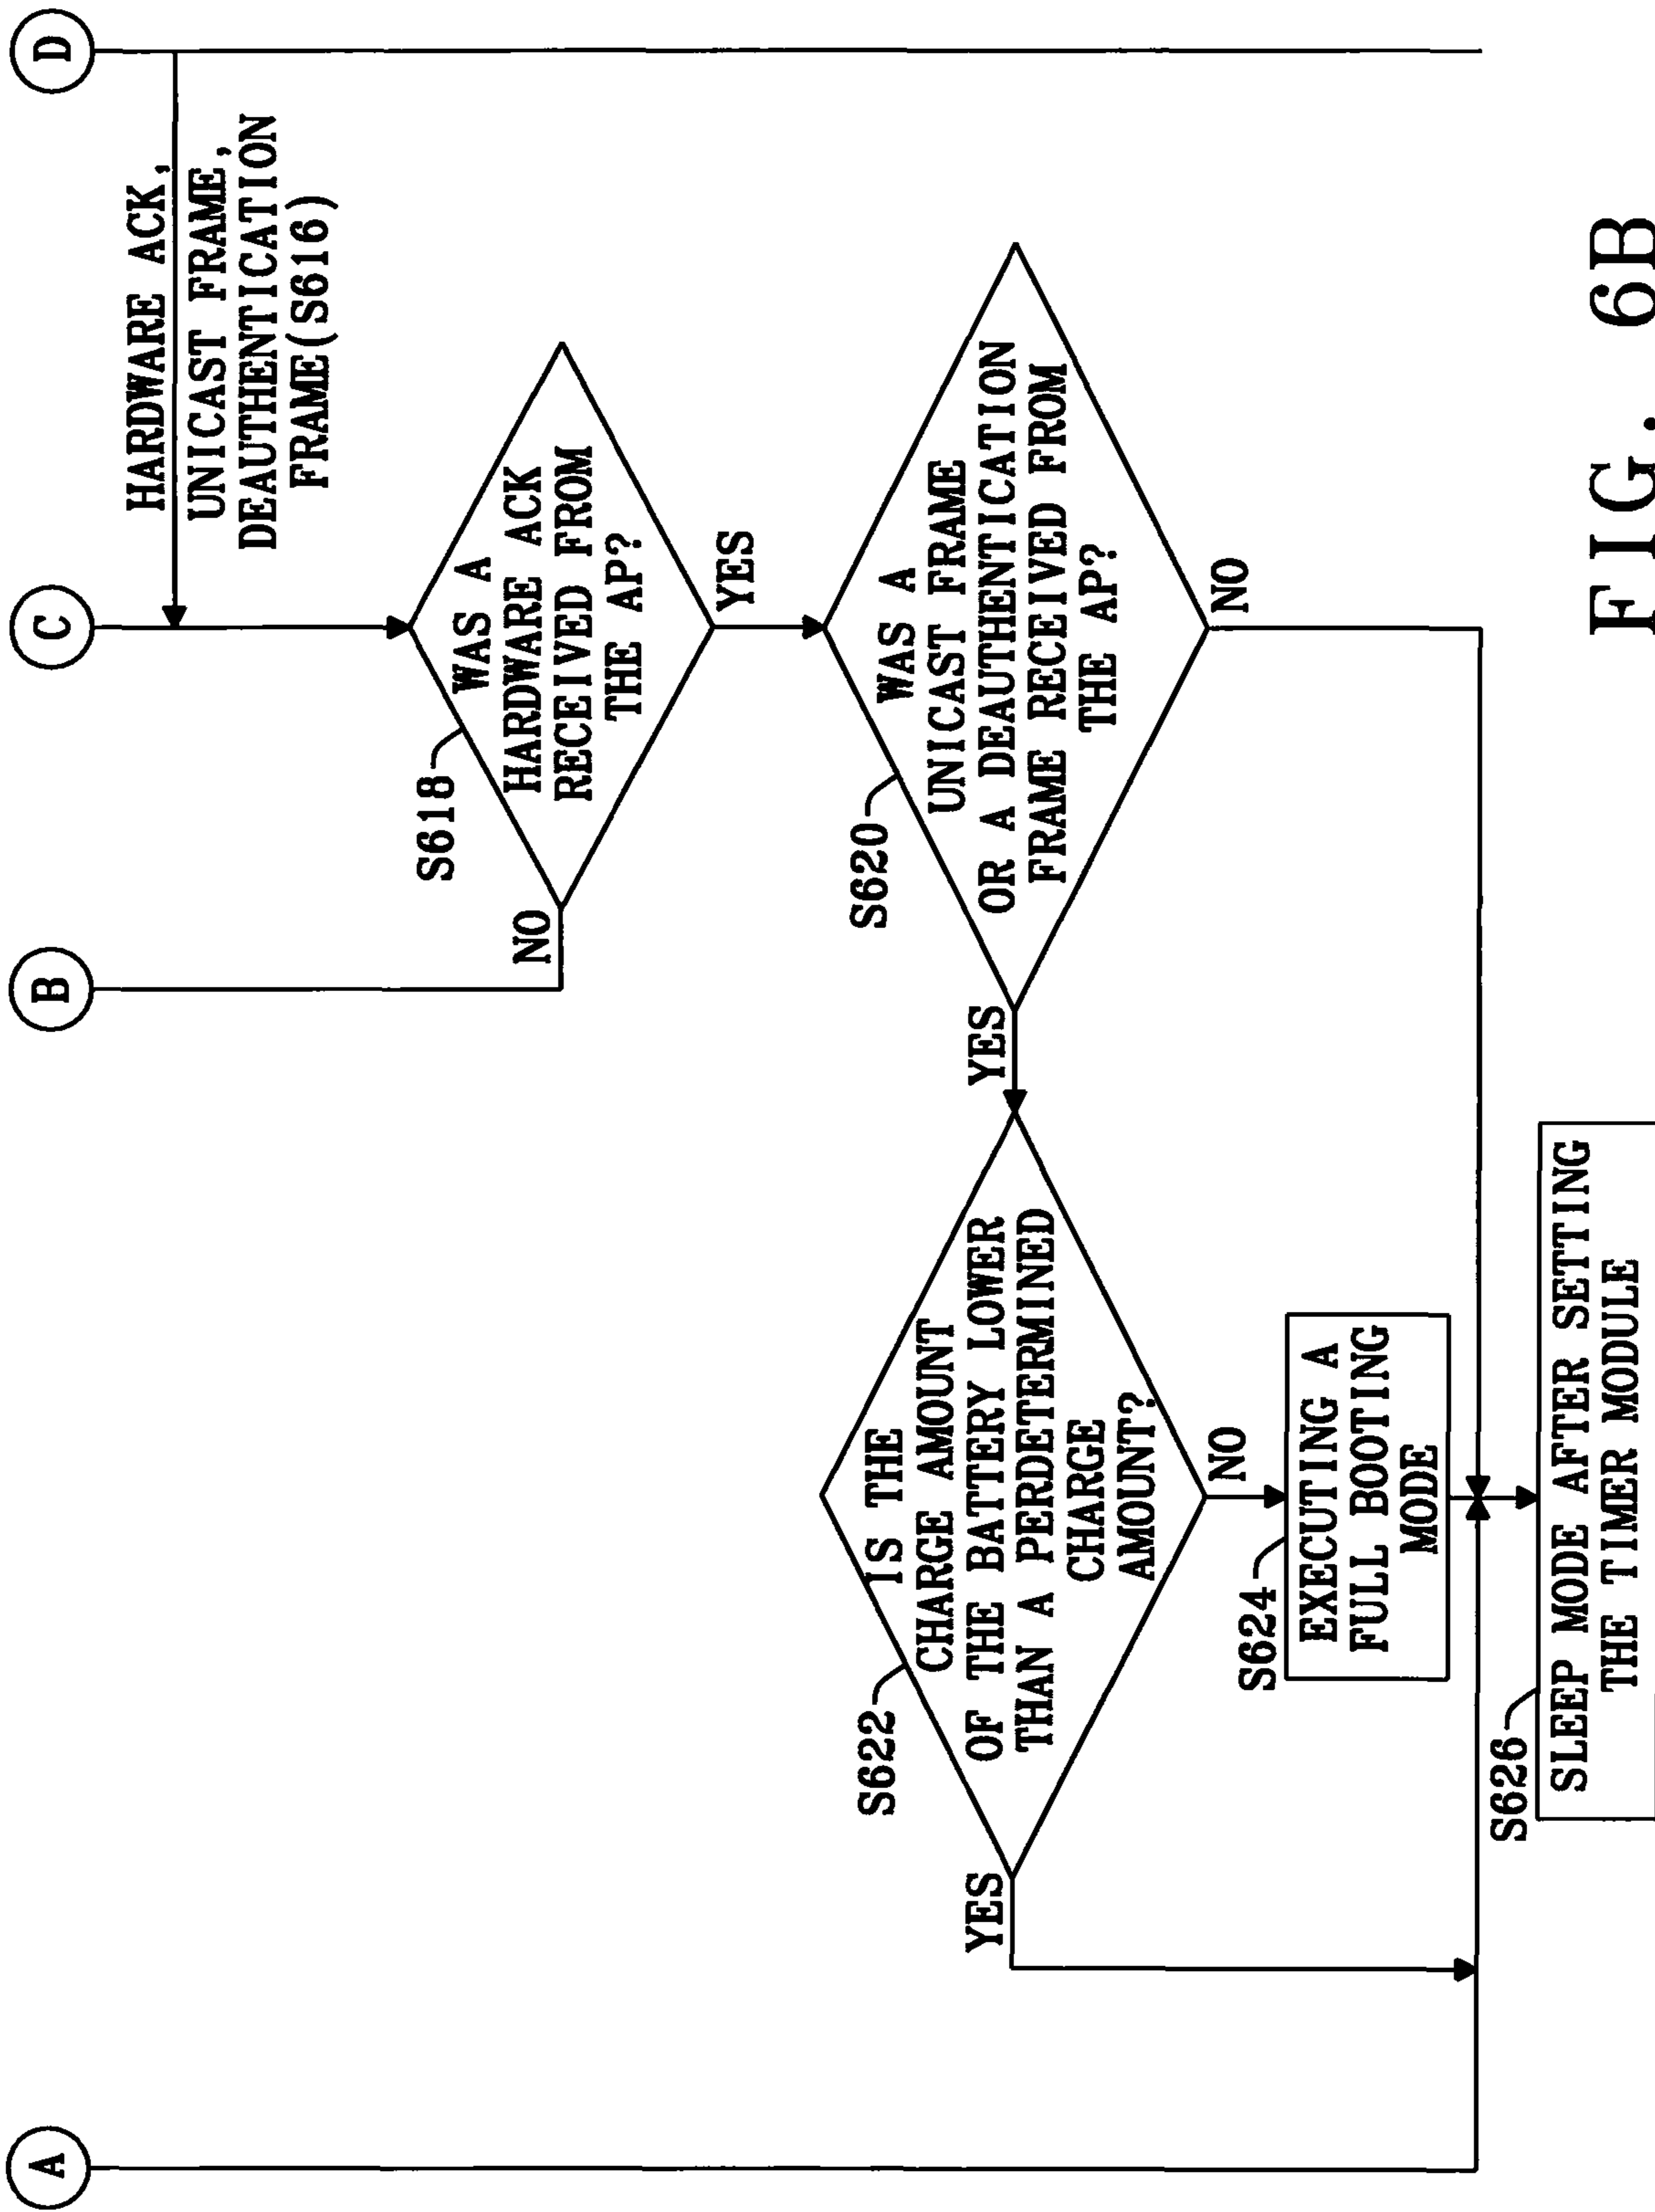 A
B
C
D
HARDWARE ACK,
UNICAST FRAME,
DEAUTHENTICATION
FRAME(S616)
S618
WAS A
HARDWARE ACK
RECEIVED FROM
THE AP?
NO
YES
S620
WAS A
UNICAST FRAME
OR A DEAUTHENTICATION
FRAME RECEIVED FROM
THE AP?
YES
NO
S622
IS THE
CHARGE AMOUNT
OF THE BATTERY LOWER
THAN A PERDETERMINED
CHARGE
AMOUNT?
YES
NO
S624
EXECUTING A
FULL BOOTING
MODE
S626
SLEEP MODE AFTER SETTING
THE TIMER MODULE
FIG. 6B